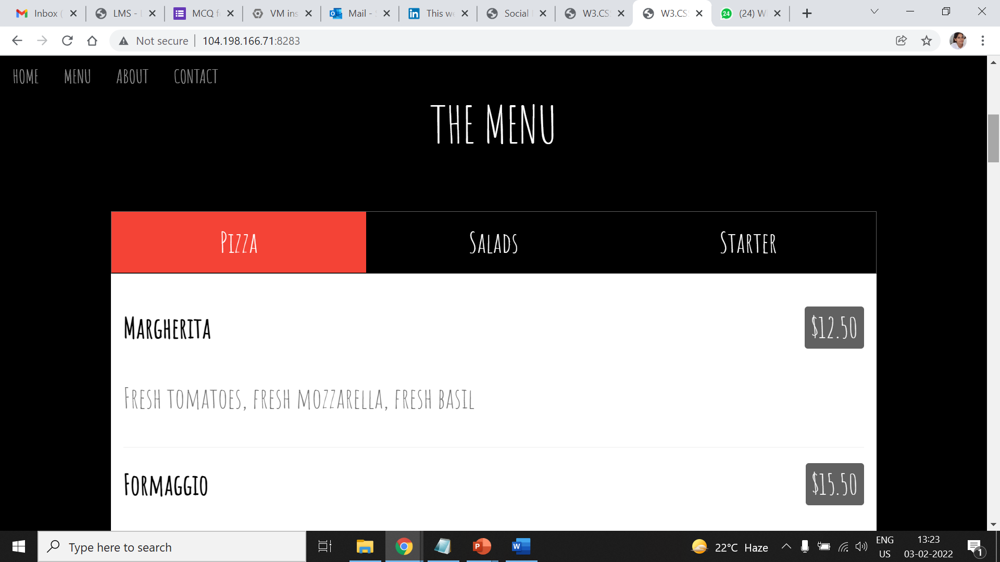 Inbox (
LMS - L
MCQ f
VM ins
Mail - S
This we
Social
W3.CS
W3.CS
24 (24) W
Not secure
104.198.166.71:8283
HOME MENU ABOUT CONTACT
THE MENU
Pizza Salads Starter
Margherita $12.50
Fresh tomatoes, fresh mozzarella, fresh basil
Formaggio $15.50
Type here to search
P
W
22°C Haze
ENG
US
13:23
03-02-2022
1